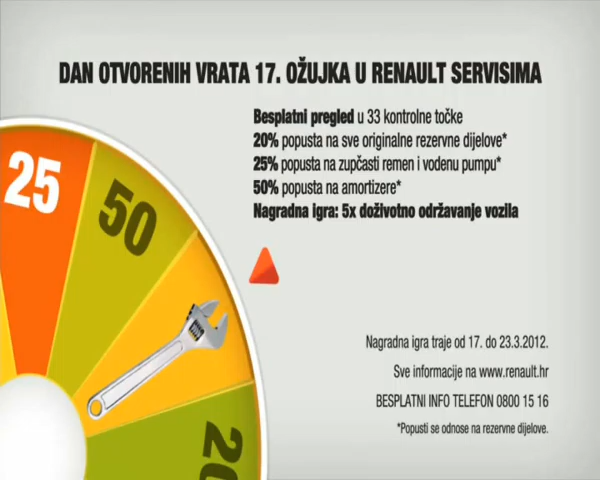 DAN OTVORENIH VRATA 17. OŽUJKA U RENAULT SERVISIMA
Besplatni pregled u 33 kontrolne točke
20% popusta na sve originalne rezervne dijelove*
25% popusta na zupčasti remen i vodenu pumpu*
50% popusta na amortizere*
Nagradna igra: 5x doživotno održavanje vozila
25
50
20
Nagradna igra traje od 17. do 23.3.2012.
Sve informacije na www.renault.hr
BESPLATNI INFO TELEFON 0800 15 16
*Popusti se odnose na rezervne dijelove.